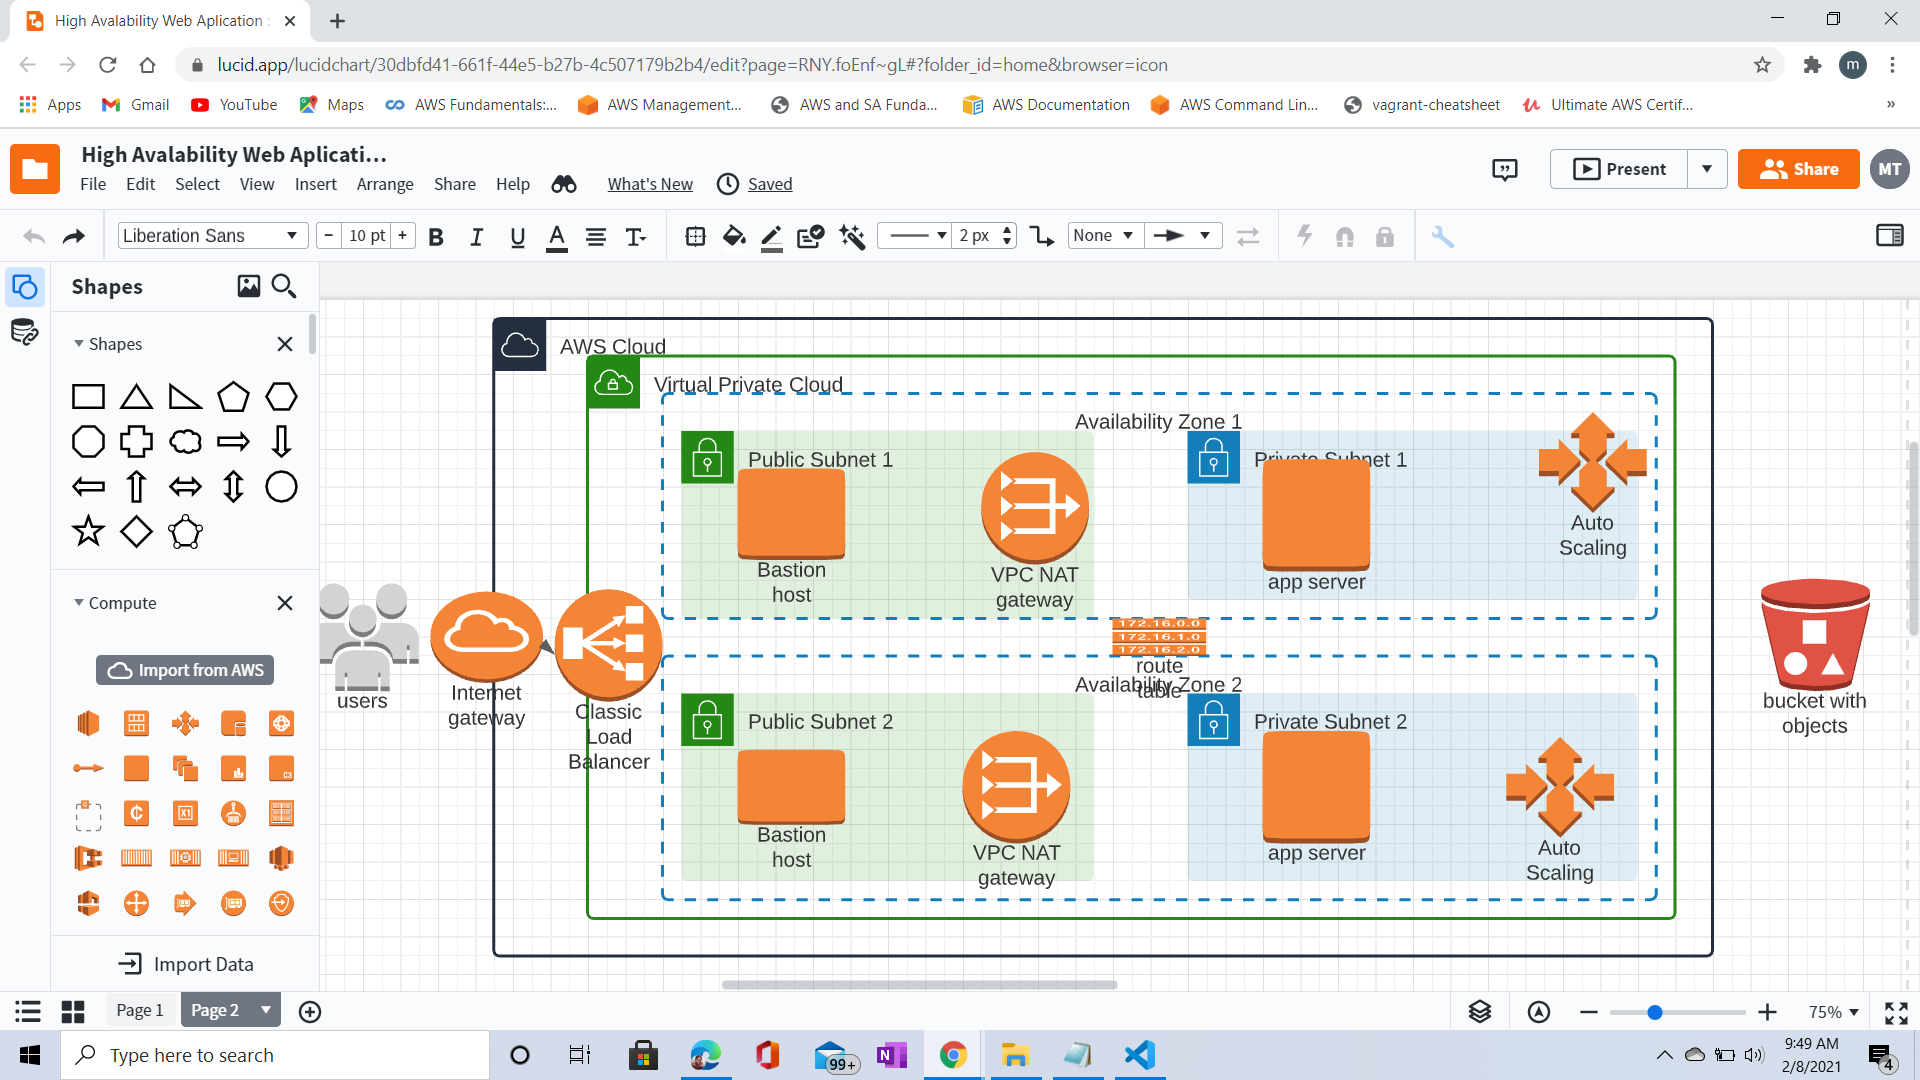 High Avalability Web Aplication :
lucid.app/lucidchart/30dbfd41-661f-44e5-b27b-4c507179b2b4/edit?page=RNY.foEnf~gL#?folder_id=home&browser=icon
m
Apps
Gmail
YouTube
Maps
AWS Fundamentals:...
AWS Management...
AWS and SA Funda...
AWS Documentation
AWS Command Lin...
vagrant-cheatsheet
Ultimate AWS Certif...
»
High Avalability Web Aplicati...
File Edit Select View Insert Arrange Share Help What's New Saved
Present
Share
MT
Liberation Sans
− 10 pt +
B I U A T
2 px
None
Shapes
Shapes
Compute
Import from AWS
Import Data
AWS Cloud
Virtual Private Cloud
Availability Zone 1
Public Subnet 1
Private Subnet 1
Bastion
host
VPC NAT
gateway
app server
Auto
Scaling
172.16.0.0
172.16.1.0
172.16.2.0
route
table
users
Internet
gateway
Classic
Load
Balancer
bucket with
objects
Availability Zone 2
Public Subnet 2
Private Subnet 2
Bastion
host
VPC NAT
gateway
app server
Auto
Scaling
Page 1
Page 2
75%
Type here to search
99+
N
9:49 AM
2/8/2021
4